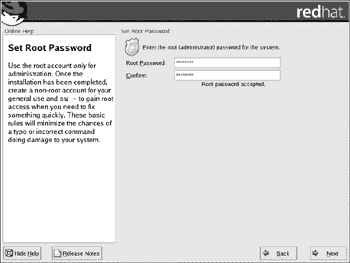 redhat.
Online Help
Set Root Password
Use the root account only for
administration. Once the
installation has been completed,
create a non-root account for your
general use and su - to gain root
access when you need to fix
something quickly. These basic
rules will minimize the chances of
a typo or incorrect command
doing damage to your system.
Set Root Password
Enter the root (administrator) password for the system.
Root Password: ********
Confirm: ********
Root password accepted.
Hide Help
Release Notes
Back
Next